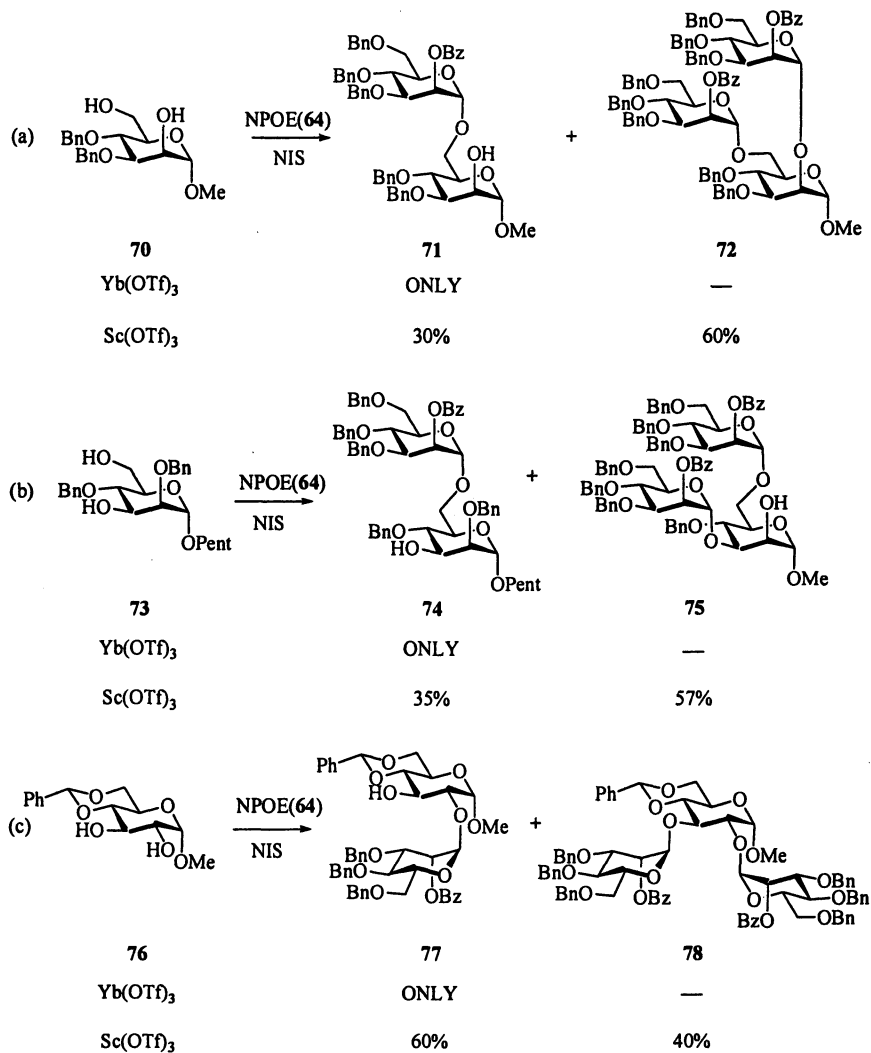 BnO
OBz
BnO
BnO
O
O
HO
OH
BnO
BnO
O
OMe
(a)
NPOE(64)
NIS
OH
BnO
BnO
O
OMe
+
OBz
BnO
BnO
BnO
O
BnO
OBz
BnO
BnO
O
O
O
BnO
BnO
O
OMe
70
71
72
Yb(OTf)3
ONLY
—
Sc(OTf)3
30%
60%
BnO
OBz
BnO
BnO
O
O
(b)
HO
OBn
BnO
HO
O
OPent
NPOE(64)
NIS
OBn
BnO
HO
O
OPent
+
BnO
OBz
BnO
BnO
O
O
BnO
OBz
BnO
BnO
O
OH
BnO
O
O
OMe
73
74
75
Yb(OTf)3
ONLY
—
Sc(OTf)3
35%
57%
(c)
Ph
O
O
HO
O
HO
OMe
NPOE(64)
NIS
Ph
O
O
HO
O
O
OMe
BnO
BnO
O
BnO
OBz
+
Ph
O
O
O
O
O
OMe
BnO
BnO
O
BnO
OBz
OBn
OBn
O
BzO
OBn
76
77
78
Yb(OTf)3
ONLY
—
Sc(OTf)3
60%
40%